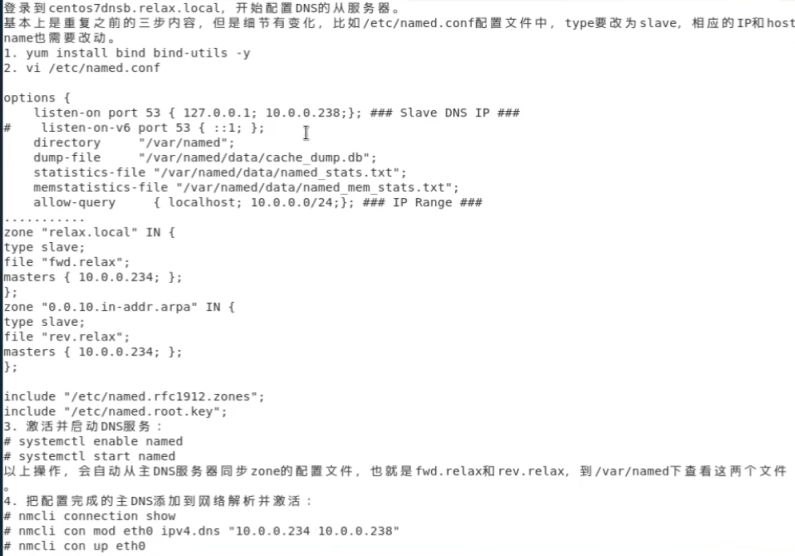 登录到centos7dnsb.relax.local，开始配置DNS的从服务器。
基本上是重复之前的三步内容，但是细节有变化，比如/etc/named.conf配置文件中，type要改为slave，相应的IP和host
name也需要改动。
1. yum install bind bind-utils -y
2. vi /etc/named.conf

options {
    listen-on port 53 { 127.0.0.1; 10.0.0.238;}; ### Slave DNS IP ###
#    listen-on-v6 port 53 { ::1; };
    directory     "/var/named";
    dump-file     "/var/named/data/cache_dump.db";
    statistics-file "/var/named/data/named_stats.txt";
    memstatistics-file "/var/named/data/named_mem_stats.txt";
    allow-query     { localhost; 10.0.0.0/24;}; ### IP Range ###
...........
zone "relax.local" IN {
type slave;
file "fwd.relax";
masters { 10.0.0.234; };
};
zone "0.0.10.in-addr.arpa" IN {
type slave;
file "rev.relax";
masters { 10.0.0.234; };
};

include "/etc/named.rfc1912.zones";
include "/etc/named.root.key";
3. 激活并启动DNS服务：
# systemctl enable named
# systemctl start named
以上操作，会自动从主DNS服务器同步zone的配置文件，也就是fwd.relax和rev.relax，到/var/named下查看这两个文件
。
4. 把配置完成的主DNS添加到网络解析并激活：
# nmcli connection show
# nmcli con mod eth0 ipv4.dns "10.0.0.234 10.0.0.238"
# nmcli con up eth0